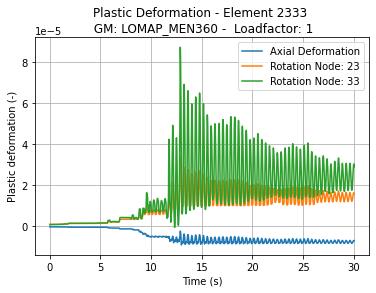 Plastic Deformation - Element 2333
GM: LOMAP_MEN360 - Loadfactor: 1
1e−5
Axial Deformation
Rotation Node: 23
Rotation Node: 33
8
6
4
2
0
Plastic deformation (-)
0 5 10 15 20 25 30
Time (s)